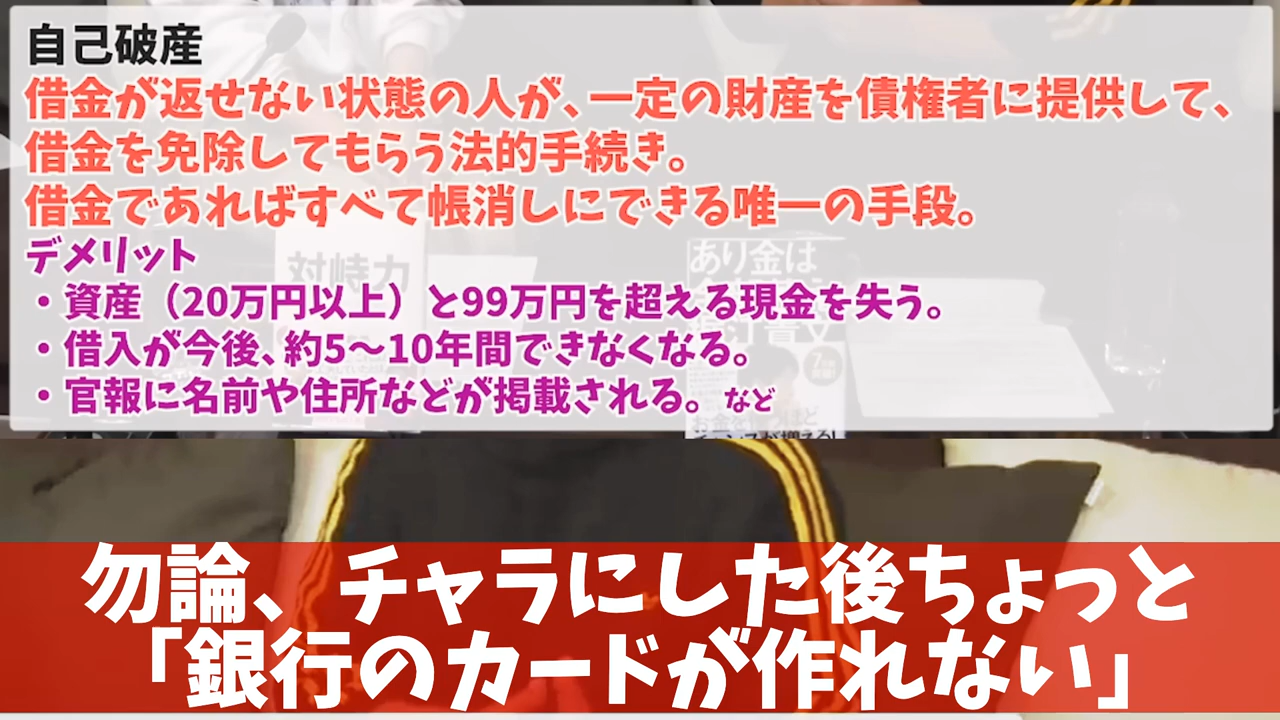 自己破産
借金が返せない状態の人が、一定の財産を債権者に提供して、
借金を免除してもらう法的手続き。
借金であればすべて帳消しにできる唯一の手段。
デメリット
・資産（20万円以上）と99万円を超える現金を失う。
・借入が今後、約5〜10年間できなくなる。
・官報に名前や住所などが掲載される。など
対峙力
あり金は
勿論、チャラにした後ちょっと
「銀行のカードが作れない」